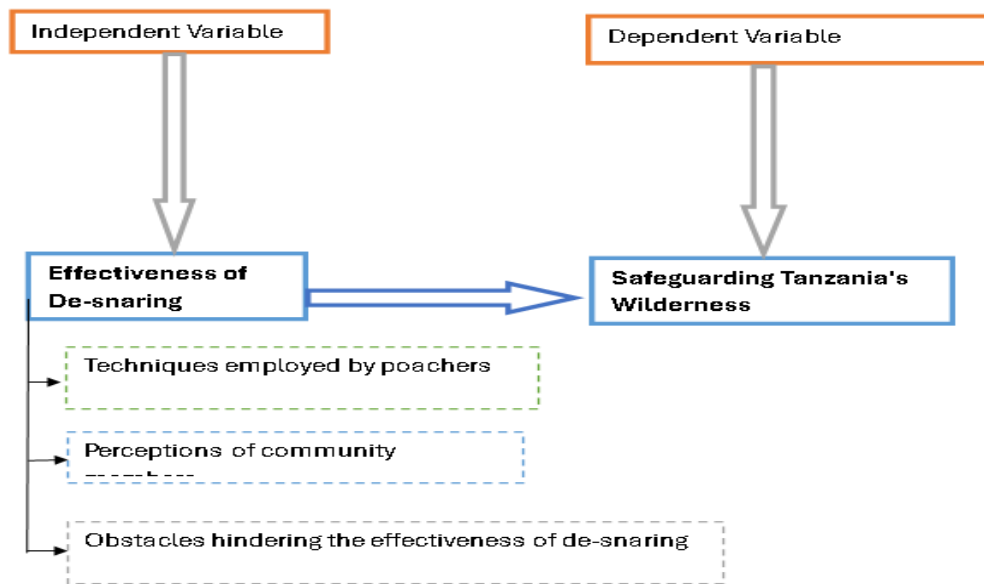 Independent Variable
Dependent Variable
Effectiveness of
De-snaring
Safeguarding Tanzania's
Wilderness
Techniques employed by poachers
Perceptions of community
Obstacles hindering the effectiveness of de-snaring